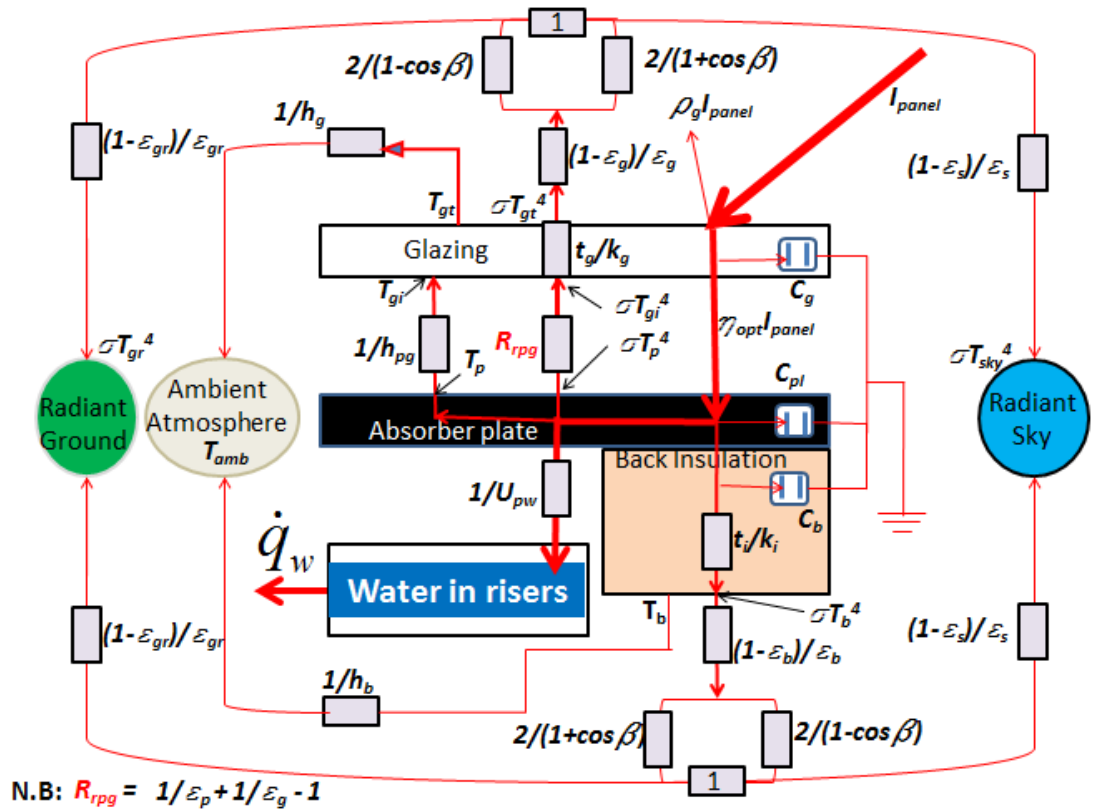 1
2/(1-cos β)
2/(1+cos β)
I_panel
ρ_g I_panel
1/h_g
(1-ε_gr)/ε_gr
(1-ε_g)/ε_g
(1-ε_s)/ε_s
T_gt
σT_gt^4
Glazing
t_g/k_g
T_gi
C_g
σT_gi^4
η_opt I_panel
1/h_pg
R_rpg
σT_p^4
T_p
σT_gr^4
σT_sky^4
C_pl
Radiant
Ground
Ambient
Atmosphere
T_amb
Absorber plate
Radiant
Sky
Back Insulation
1/U_pw
C_b
t_i/k_i
q̇_w
Water in risers
T_b
σT_b^4
(1-ε_gr)/ε_gr
(1-ε_b)/ε_b
(1-ε_s)/ε_s
1/h_b
2/(1+cos β)
2/(1-cos β)
1
N.B: R_rpg = 1/ε_p + 1/ε_g - 1